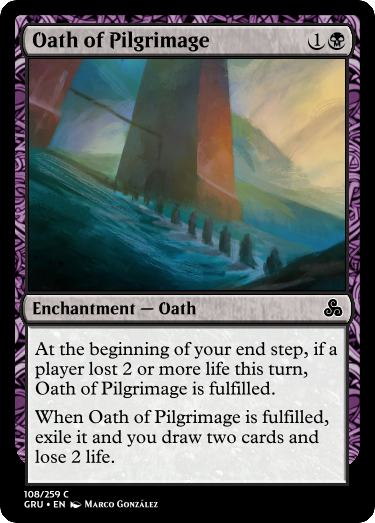 Oath of Pilgrimage 1
Enchantment — Oath
At the beginning of your end step, if a
player lost 2 or more life this turn,
Oath of Pilgrimage is fulfilled.
When Oath of Pilgrimage is fulfilled,
exile it and you draw two cards and
lose 2 life.
108/259 C
GRU • EN Marco González